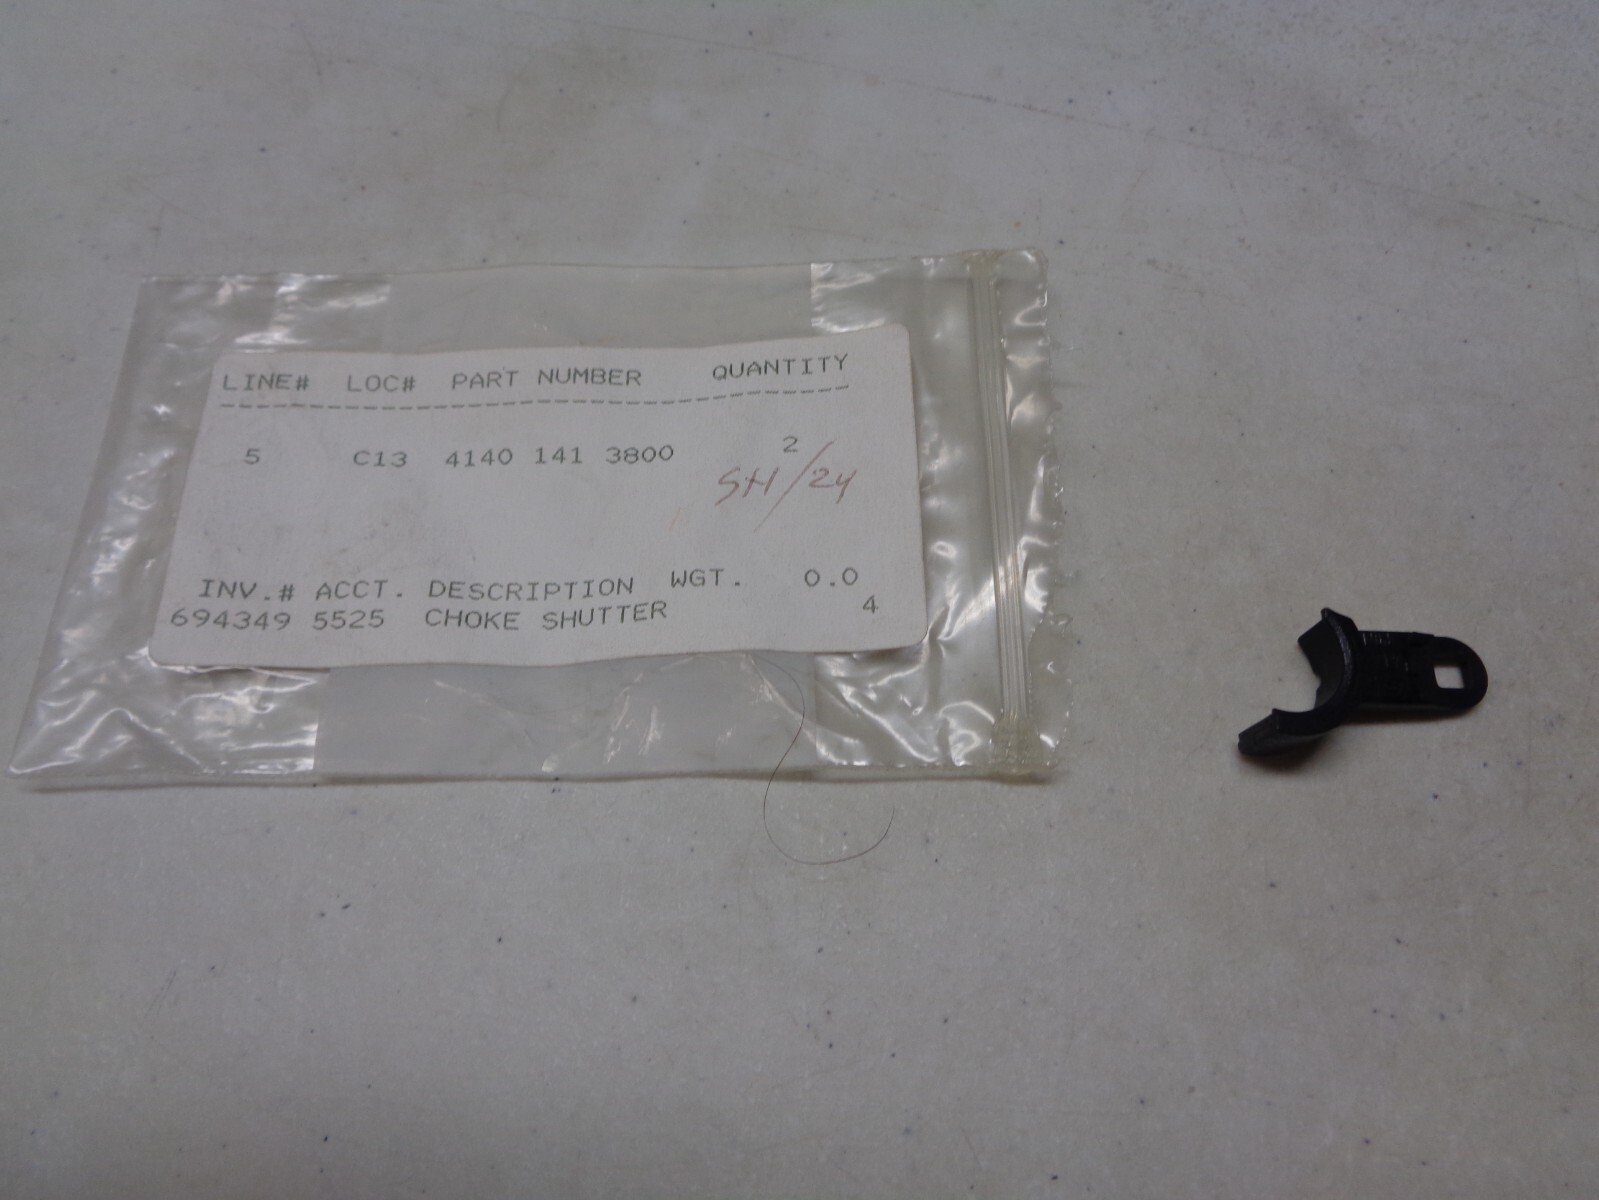 LINE# LOC# PART NUMBER QUANTITY
5 C13 4140 141 3800 2
SH/24
INV.# ACCT. DESCRIPTION WGT. 0.0
694349 5525 CHOKE SHUTTER 4